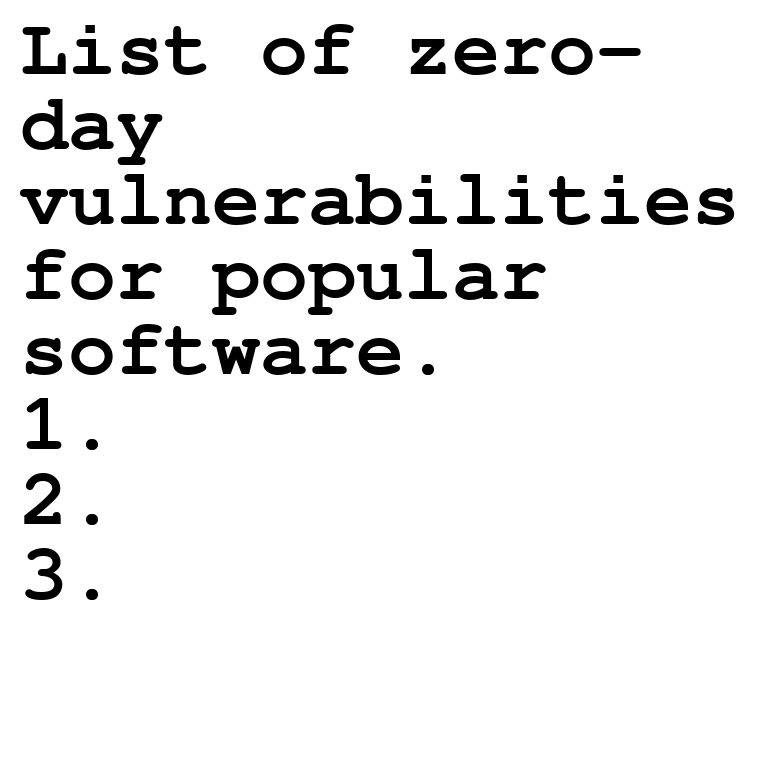 List of zero-
day
vulnerabilities
for popular
software.
1.
2.
3.